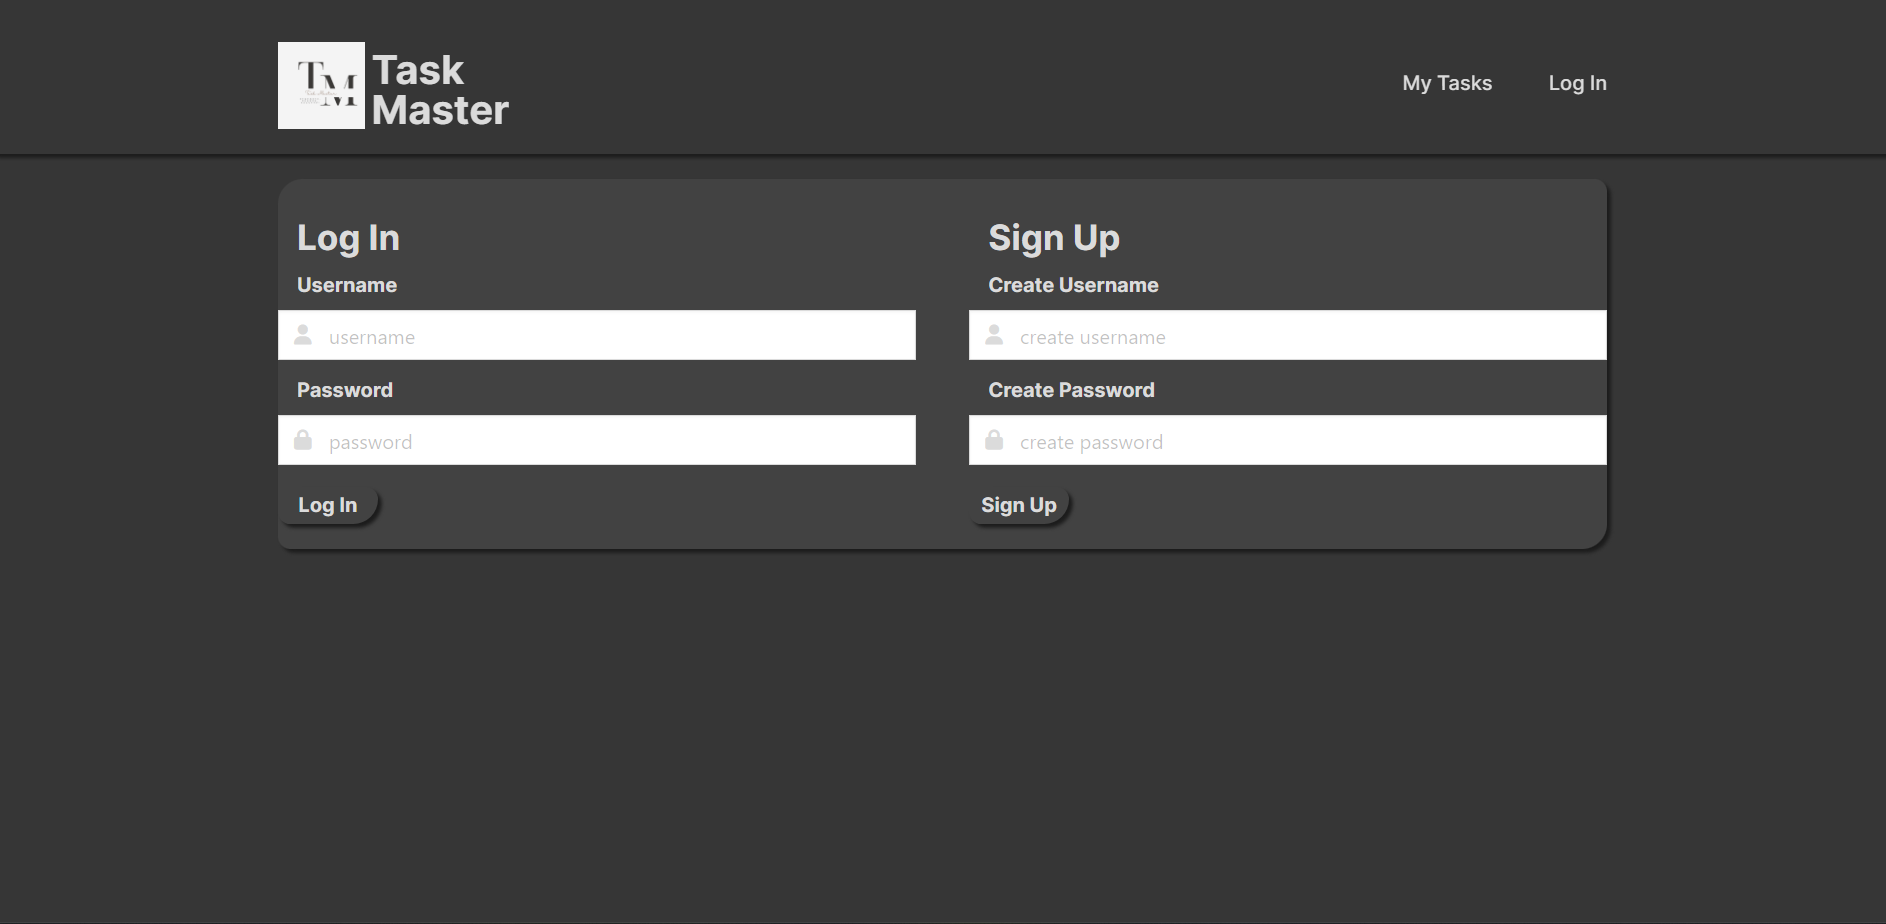 TM
Task
Master
My Tasks
Log In
Log In
Username
username
Password
password
Log In
Sign Up
Create Username
create username
Create Password
create password
Sign Up